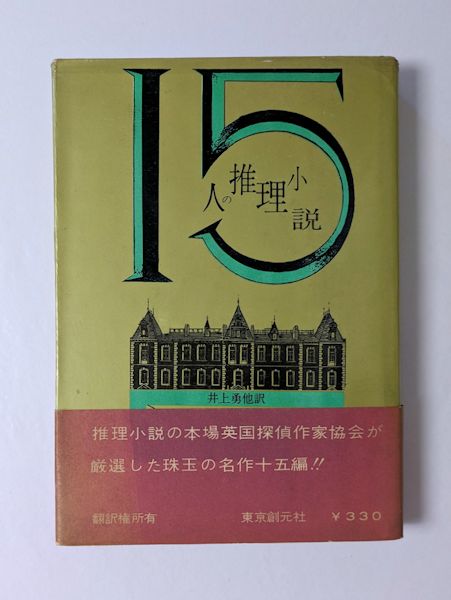 15
人の推理小説
井上勇他訳
推理小説の本場英国探偵作家協会が
厳選した珠玉の名作十五編!!
翻訳権所有 東京創元社 ¥330